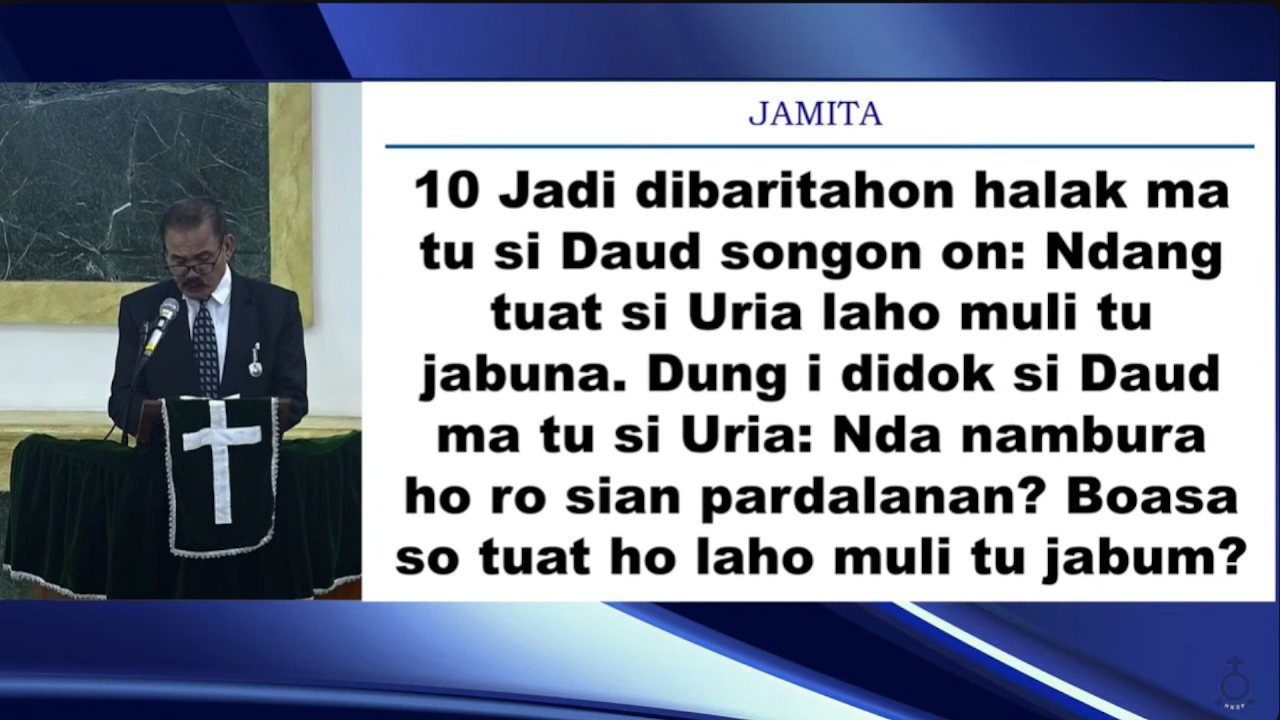 JAMITA
10 Jadi dibaritahon halak ma
tu si Daud songon on: Ndang
tuat si Uria laho muli tu
jabuna. Dung i didok si Daud
ma tu si Uria: Nda nambura
ho ro sian pardalanan? Boasa
so tuat ho laho muli tu jabum?
HKBP